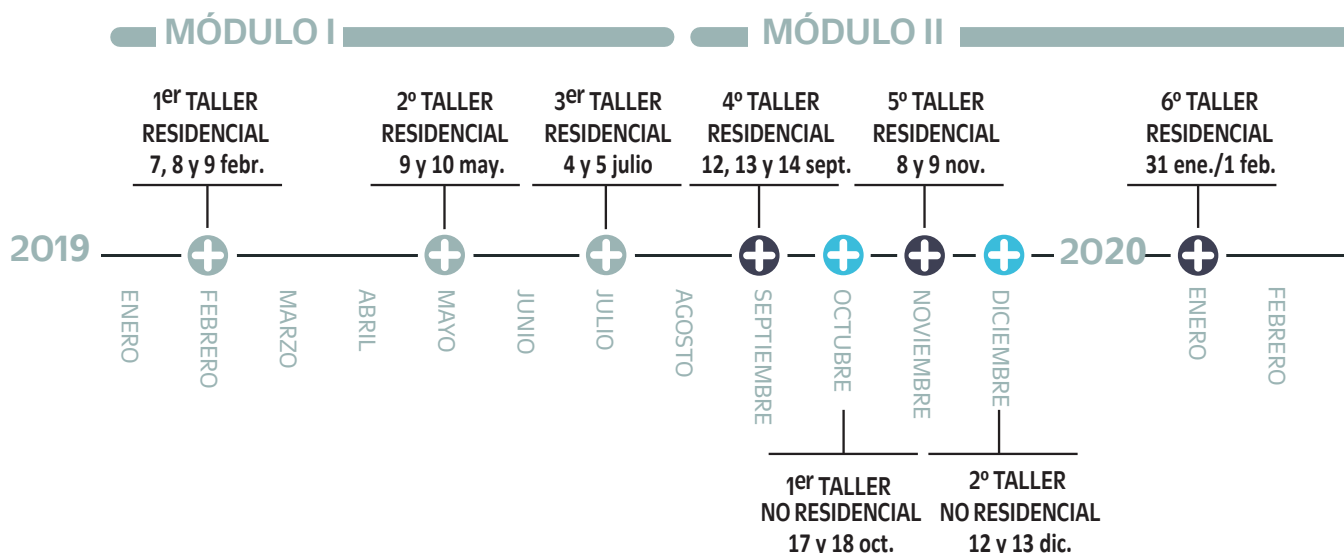 MÓDULO I
MÓDULO II
1er TALLER
RESIDENCIAL
7, 8 y 9 febr.
2º TALLER
RESIDENCIAL
9 y 10 may.
3er TALLER
RESIDENCIAL
4 y 5 julio
4º TALLER
RESIDENCIAL
12, 13 y 14 sept.
5º TALLER
RESIDENCIAL
8 y 9 nov.
6º TALLER
RESIDENCIAL
31 ene./1 feb.
2019
2020
ENERO
FEBRERO
MARZO
ABRIL
MAYO
JUNIO
JULIO
AGOSTO
SEPTIEMBRE
OCTUBRE
NOVIEMBRE
DICIEMBRE
ENERO
FEBRERO
1er TALLER
NO RESIDENCIAL
17 y 18 oct.
2º TALLER
NO RESIDENCIAL
12 y 13 dic.